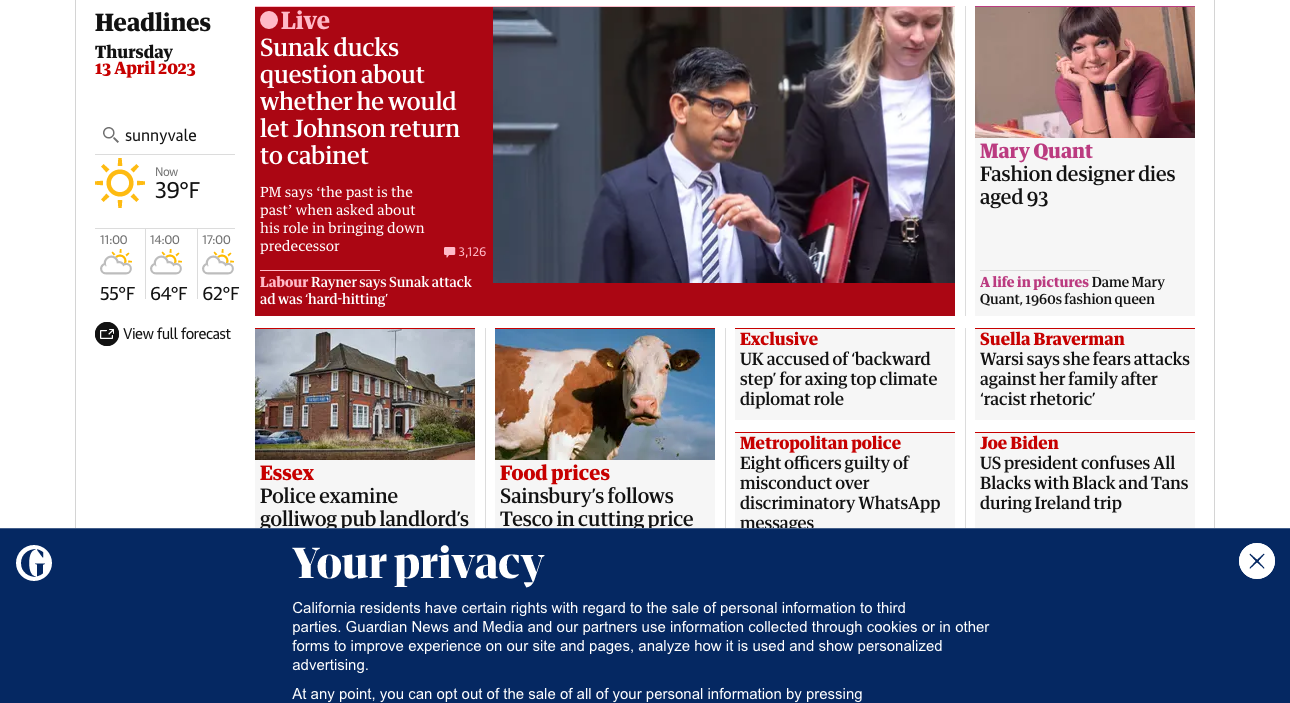 Headlines
Thursday
13 April 2023
sunnyvale
Now
39°F
11:00
14:00
17:00
55°F
64°F
62°F
View full forecast
Live
Sunak ducks
question about
whether he would
let Johnson return
to cabinet
PM says ‘the past is the
past’ when asked about
his role in bringing down
predecessor
3,126
Labour Rayner says Sunak attack
ad was ‘hard-hitting’
Mary Quant
Fashion designer dies
aged 93
A life in pictures Dame Mary
Quant, 1960s fashion queen
Essex
Police examine
golliwog pub landlord’s
Food prices
Sainsbury’s follows
Tesco in cutting price
Exclusive
UK accused of ‘backward
step’ for axing top climate
diplomat role
Metropolitan police
Eight officers guilty of
misconduct over
discriminatory WhatsApp
messages
Suella Braverman
Warsi says she fears attacks
against her family after
‘racist rhetoric’
Joe Biden
US president confuses All
Blacks with Black and Tans
during Ireland trip
Your privacy
California residents have certain rights with regard to the sale of personal information to third
parties. Guardian News and Media and our partners use information collected through cookies or in other
forms to improve experience on our site and pages, analyze how it is used and show personalized
advertising.
At any point, you can opt out of the sale of all of your personal information by pressing